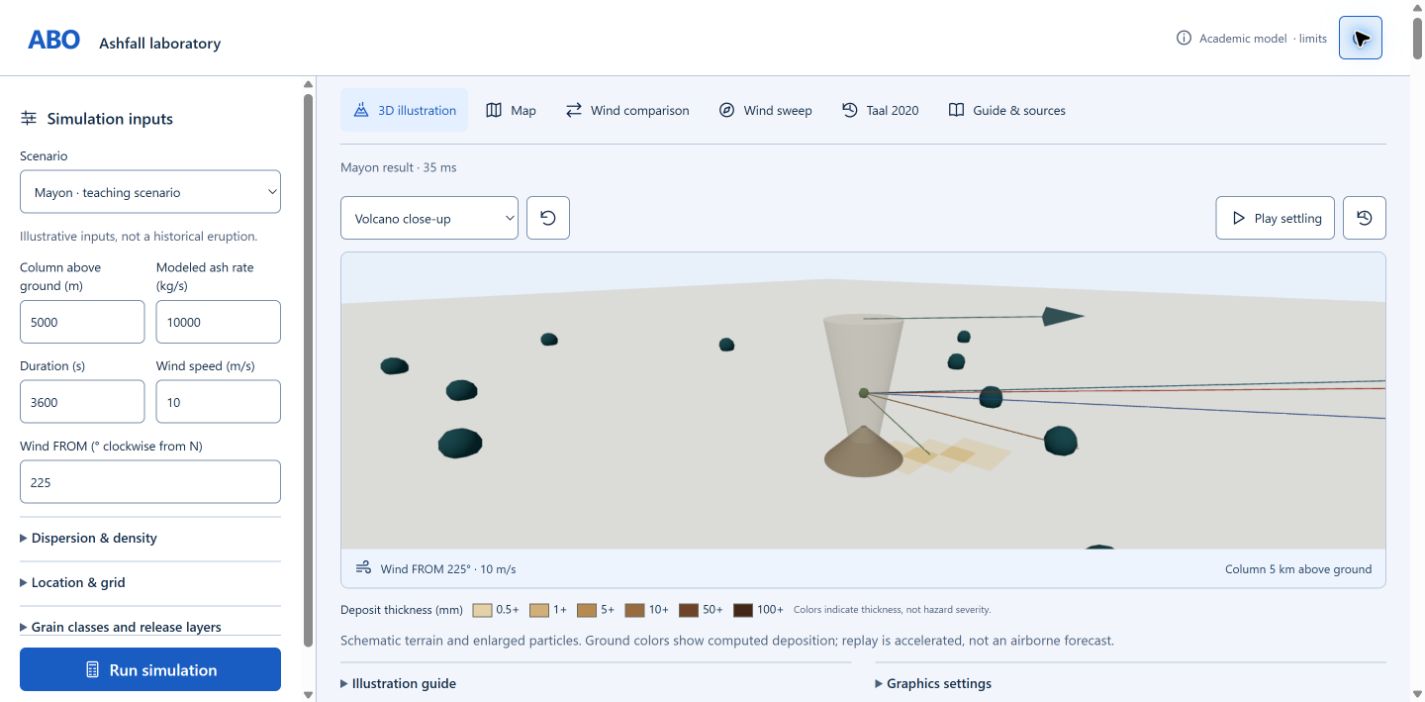 ABO Ashfall laboratory
Academic model · limits
Simulation inputs
Scenario
Mayon · teaching scenario
Illustrative inputs, not a historical eruption.
Column above ground (m)
5000
Modeled ash rate (kg/s)
10000
Duration (s)
3600
Wind speed (m/s)
10
Wind FROM (° clockwise from N)
225
Dispersion & density
Location & grid
Grain classes and release layers
Run simulation
3D illustration
Map
Wind comparison
Wind sweep
Taal 2020
Guide & sources
Mayon result · 35 ms
Volcano close-up
Play settling
Wind FROM 225° · 10 m/s
Column 5 km above ground
Deposit thickness (mm) 0.5+ 1+ 5+ 10+ 50+ 100+ Colors indicate thickness, not hazard severity.
Schematic terrain and enlarged particles. Ground colors show computed deposition; replay is accelerated, not an airborne forecast.
Illustration guide
Graphics settings